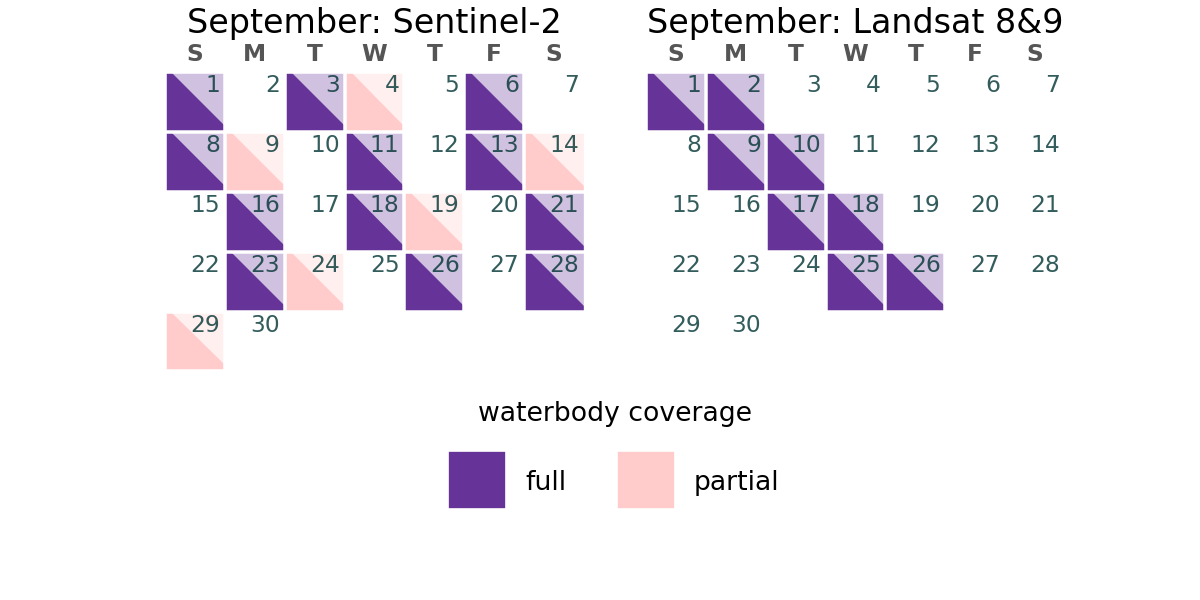 September: Sentinel-2
S M T W T F S
1 2 3 4 5 6 7
8 9 10 11 12 13 14
15 16 17 18 19 20 21
22 23 24 25 26 27 28
29 30
September: Landsat 8&9
S M T W T F S
1 2 3 4 5 6 7
8 9 10 11 12 13 14
15 16 17 18 19 20 21
22 23 24 25 26 27 28
29 30
waterbody coverage
full
partial